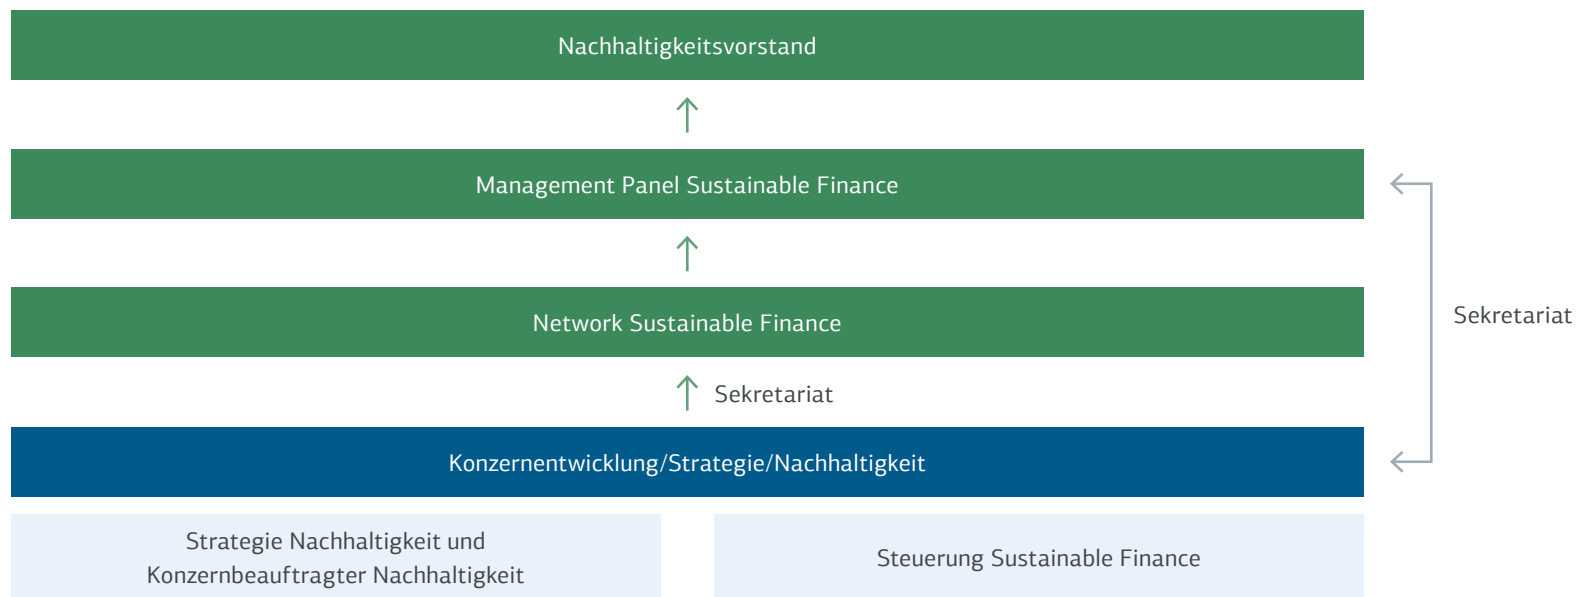 Nachhaltigkeitsvorstand
Management Panel Sustainable Finance
Network Sustainable Finance
Sekretariat
Sekretariat
Konzernentwicklung/Strategie/Nachhaltigkeit
Strategie Nachhaltigkeit und
Konzernbeauftragter Nachhaltigkeit
Steuerung Sustainable Finance